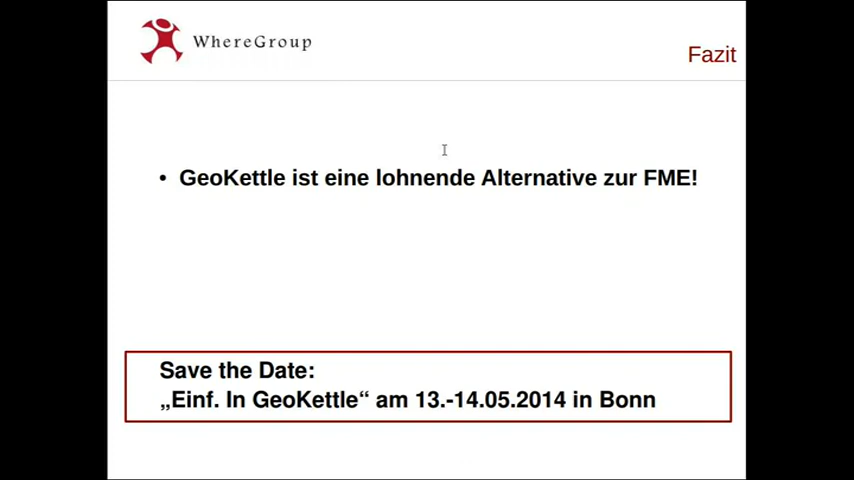 WhereGroup
Fazit
• GeoKettle ist eine lohnende Alternative zur FME!
Save the Date:
„Einf. In GeoKettle“ am 13.-14.05.2014 in Bonn